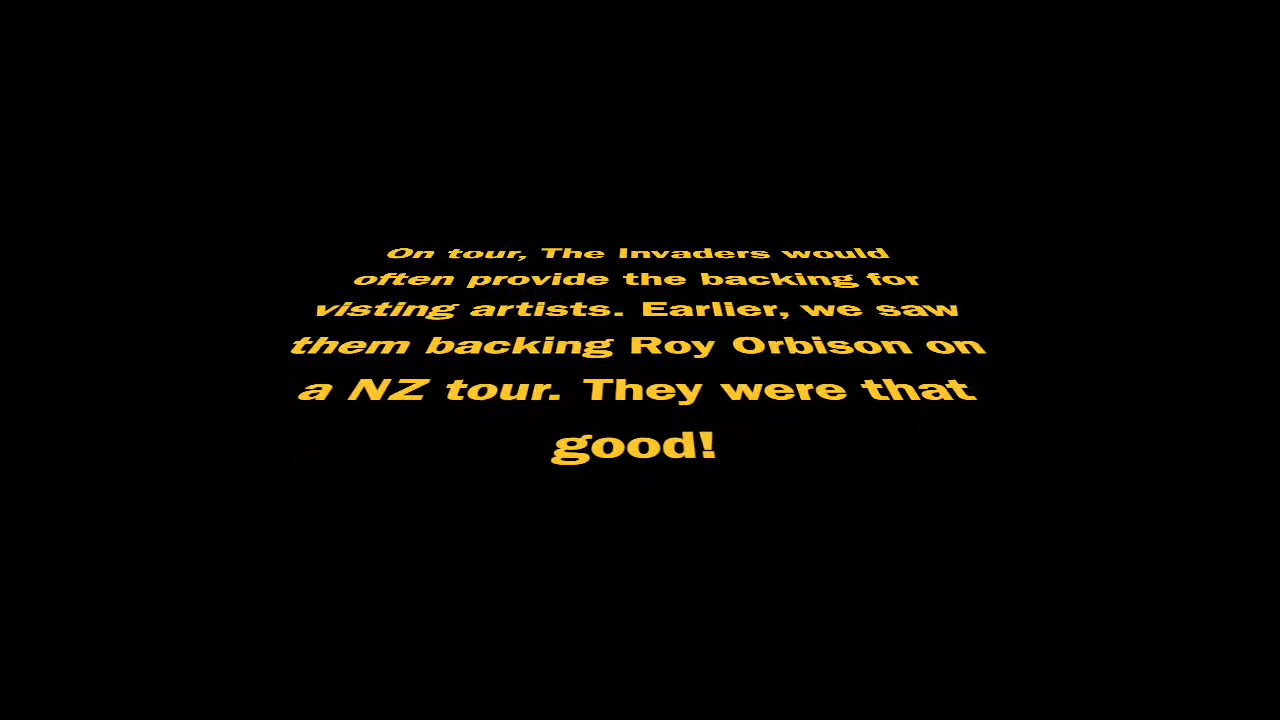 On tour, The Invaders would
often provide the backing for
visting artists. Earlier, we saw
them backing Roy Orbison on
a NZ tour. They were that
good!